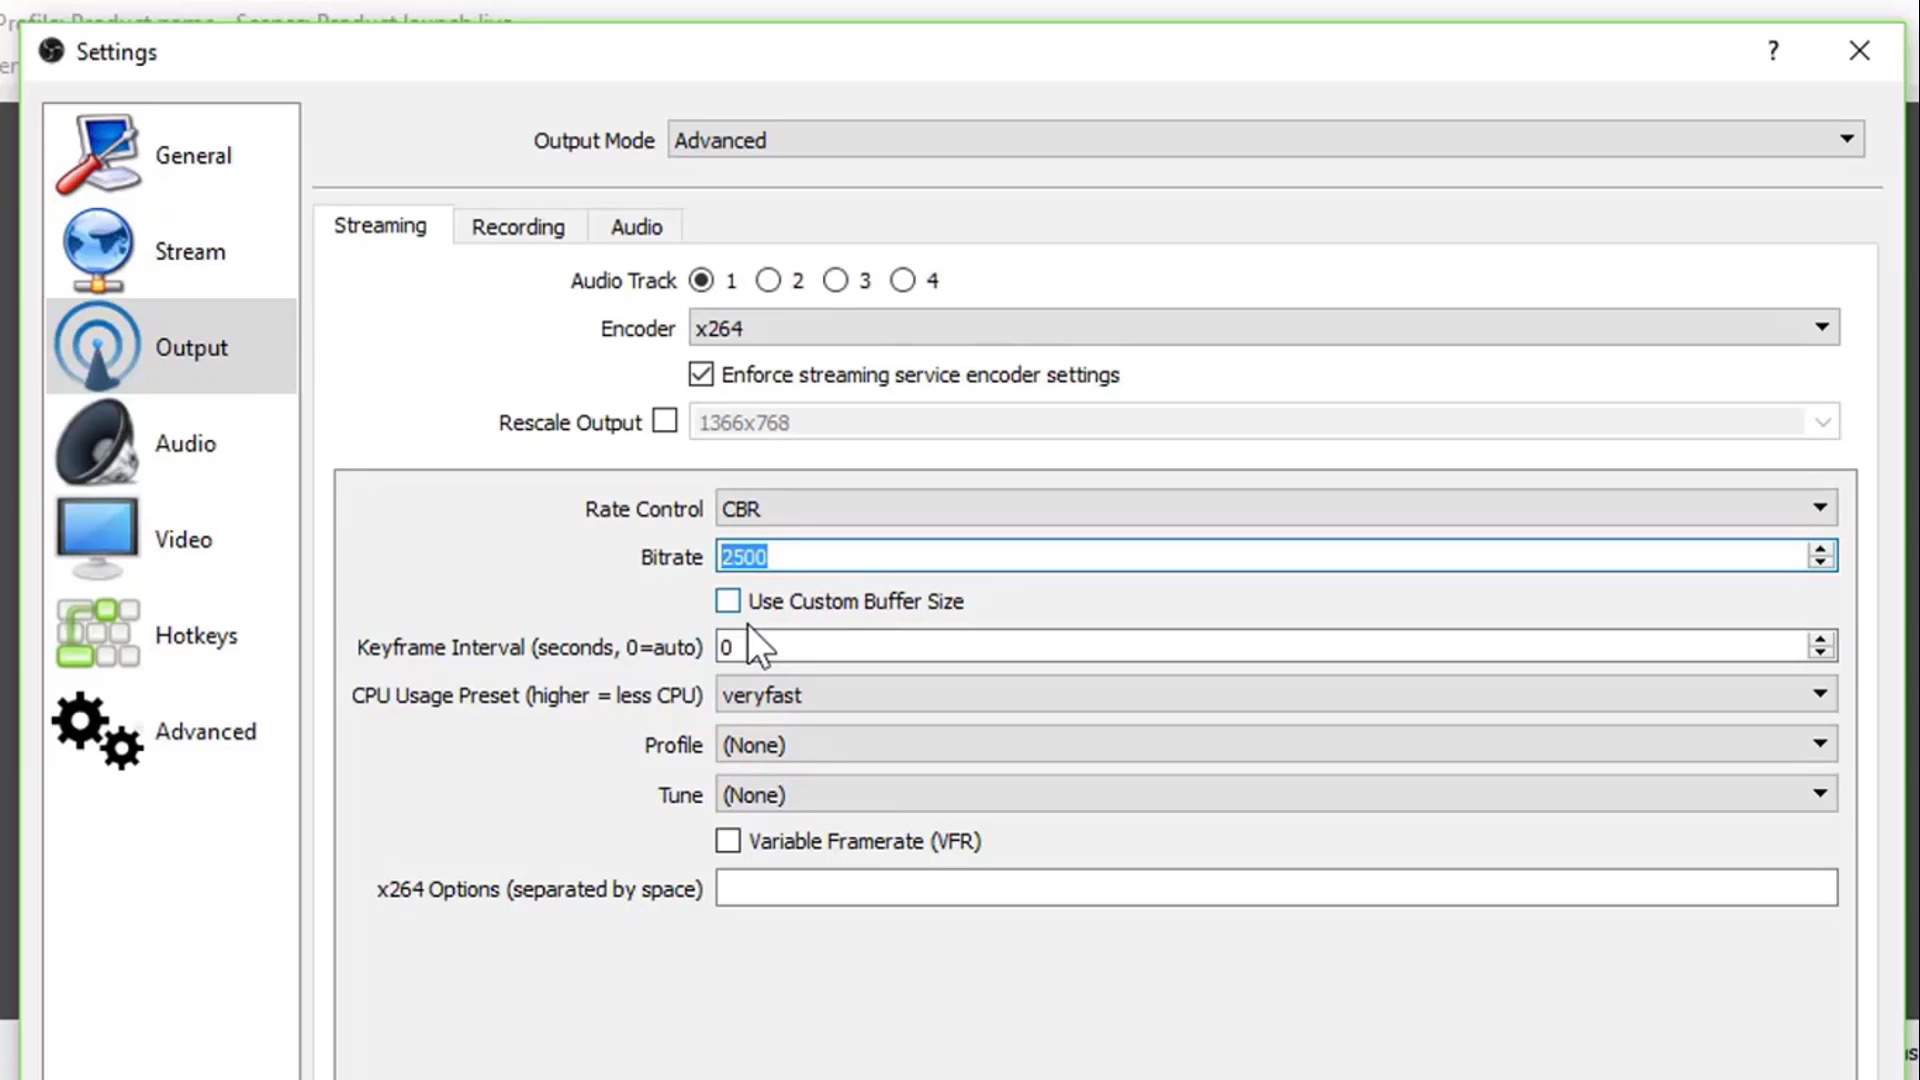 Settings
?
General
Stream
Output
Audio
Video
Hotkeys
Advanced
Output Mode Advanced
Streaming Recording Audio
Audio Track 1 2 3 4
Encoder x264
Enforce streaming service encoder settings
Rescale Output 1366x768
Rate Control CBR
Bitrate 2500
Use Custom Buffer Size
Keyframe Interval (seconds, 0=auto) 0
CPU Usage Preset (higher = less CPU) veryfast
Profile (None)
Tune (None)
Variable Framerate (VFR)
x264 Options (separated by space)